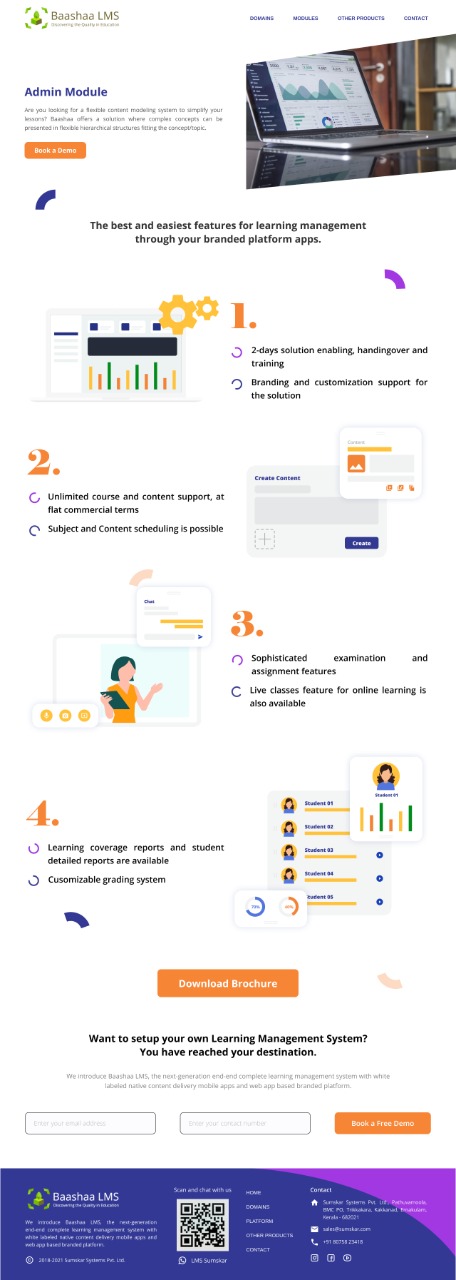 Baashaa LMS
Discovering the Quality in Education
DOMAINS MODULES OTHER PRODUCTS CONTACT
Admin Module
Are you looking for a flexible content modeling system to simplify your
lessons? Baashaa offers a solution where complex concepts can be
presented in flexible hierarchical structures fitting the concept/topic.
Book a Demo
The best and easiest features for learning management
through your branded platform apps.
1.
2-days solution enabling, handingover and
training
Branding and customization support for
the solution
2.
Unlimited course and content support, at
flat commercial terms
Subject and Content scheduling is possible
Content
Create Content
Create
Chat
3.
Sophisticated examination and
assignment features
Live classes feature for online learning is
also available
4.
Learning coverage reports and student
detailed reports are available
Cusomizable grading system
Student 01
Student 01
Student 02
Student 03
Student 04
Student 05
Download Brochure
Want to setup your own Learning Management System?
You have reached your destination.
We introduce Baashaa LMS, the next-generation end-end complete learning management system with white
labeled native content delivery mobile apps and web app based branded platform.
Enter your email address
Enter your contact number
Book a Free Demo
Baashaa LMS
Discovering the Quality in Education
We introduce Baashaa LMS, the next-generation
end-end complete learning management system with
white labeled native content delivery mobile apps and
web app based branded platform.
2018-2021 Sumskar Systems Pvt. Ltd.
Scan and chat with us
LMS Sumskar
HOME
DOMAINS
PLATFORM
OTHER PRODUCTS
CONTACT
Contact
Sumskar Systems Pvt. Ltd., Pathuvamoola,
BMC PO, Trikkakara, Kakkanad, Ernakulam,
Kerala - 682021
sales@sumskar.com
+91 80758 23418